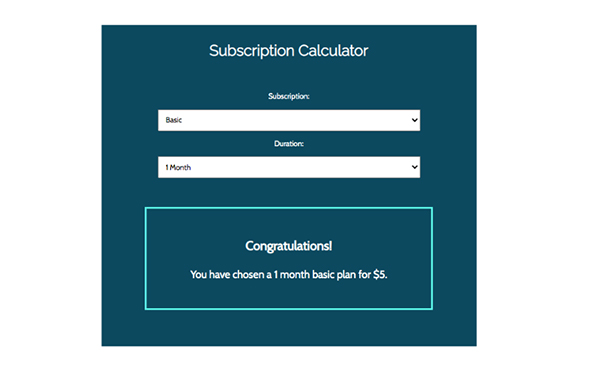 Subscription Calculator
Subscription:
Basic
Duration:
1 Month
Congratulations!
You have chosen a 1 month basic plan for $5.